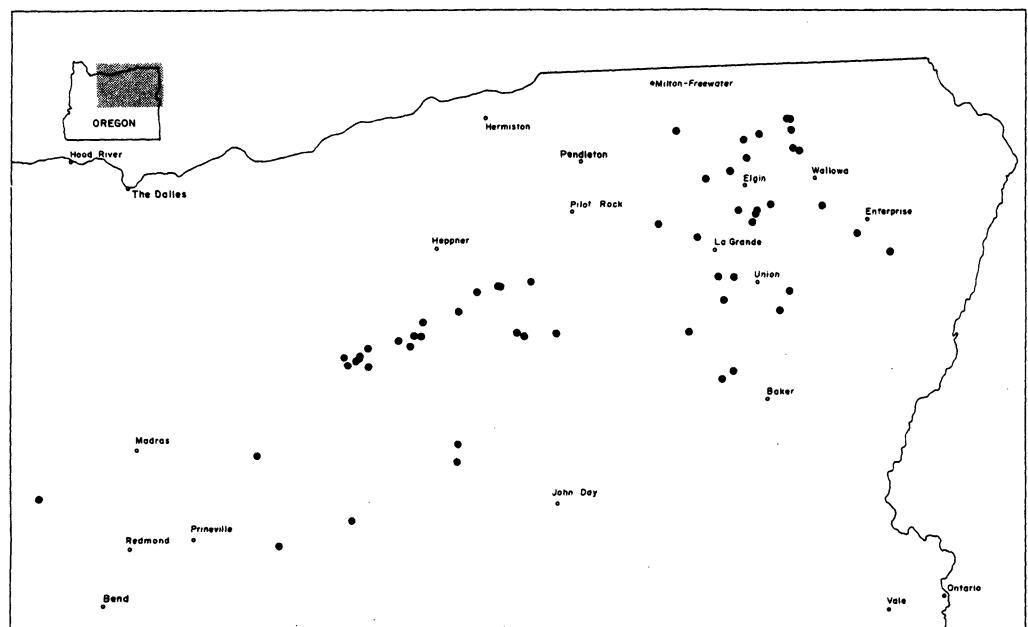 Milton-Freewater
OREGON
Hermiston
Hood River
Pendleton
Wallowa
Elgin
The Dalles
Pilot Rock
Enterprise
Heppner
La Grande
Union
Baker
Madras
John Day
Prineville
Redmond
Ontario
Bend
Vale